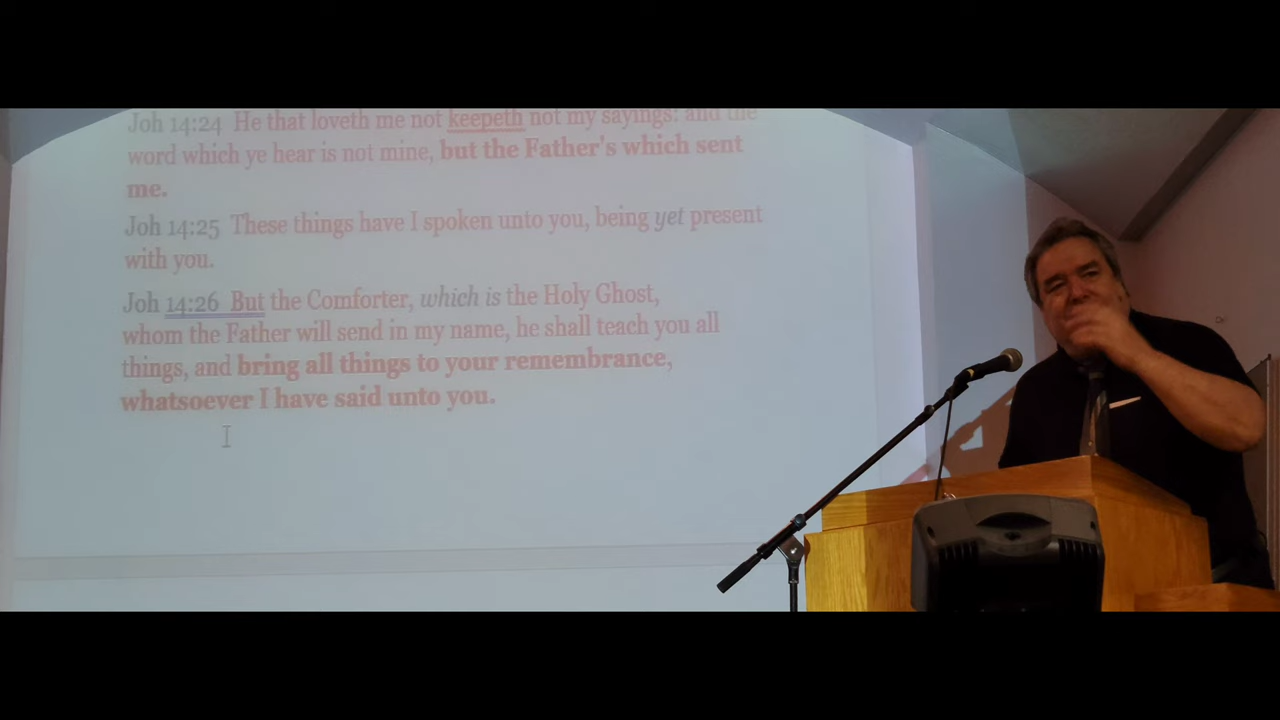 Joh 14:24 He that loveth me not keepeth not my sayings: and the
word which ye hear is not mine, but the Father's which sent
me.
Joh 14:25 These things have I spoken unto you, being yet present
with you.
Joh 14:26 But the Comforter, which is the Holy Ghost,
whom the Father will send in my name, he shall teach you all
things, and bring all things to your remembrance,
whatsoever I have said unto you.